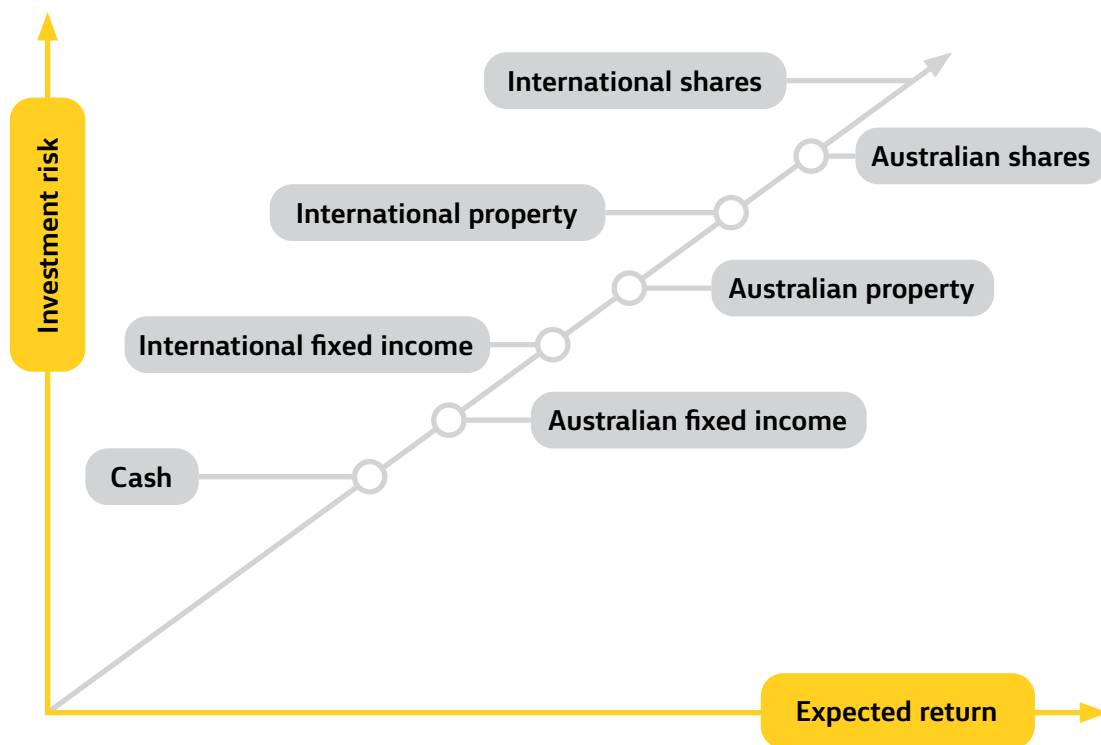 International shares
Australian shares
Investment risk
International property
Australian property
International fixed income
Australian fixed income
Cash
Expected return